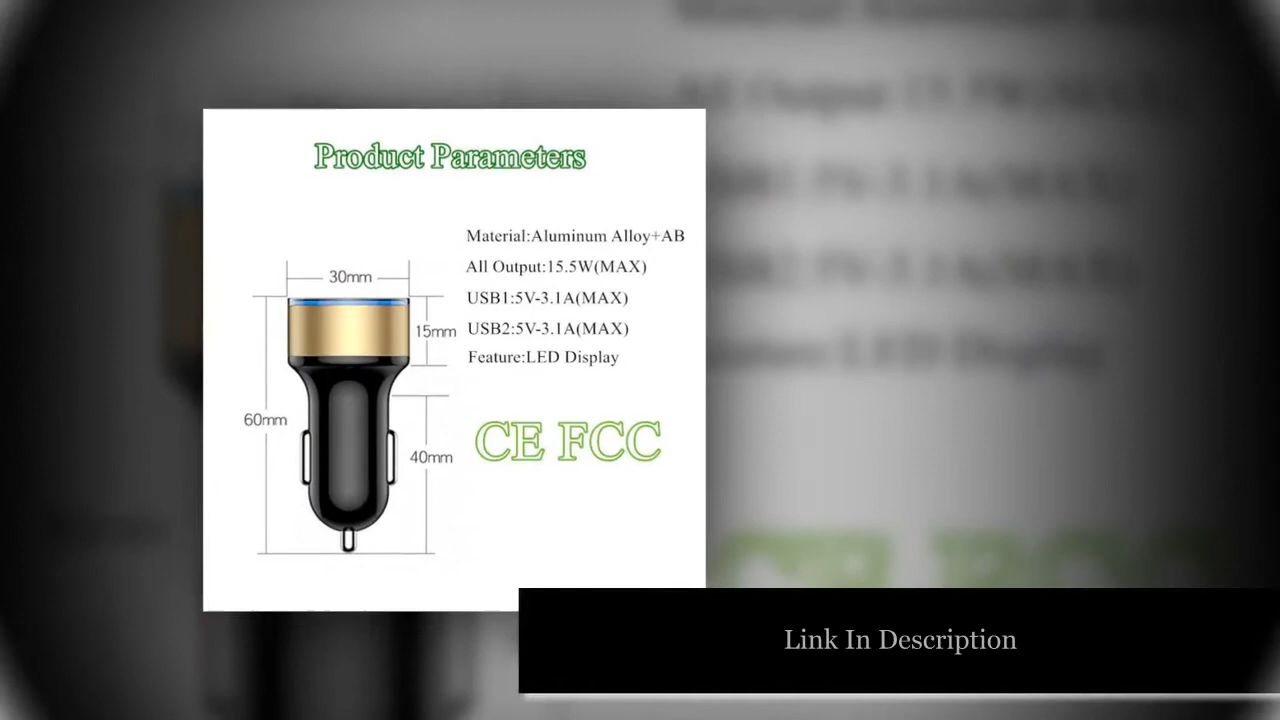 Product Parameters
Material:Aluminum Alloy+AB
All Output:15.5W(MAX)
30mm
USB1:5V-3.1A(MAX)
15mm
USB2:5V-3.1A(MAX)
Feature:LED Display
60mm
CE FCC
40mm
Link In Description